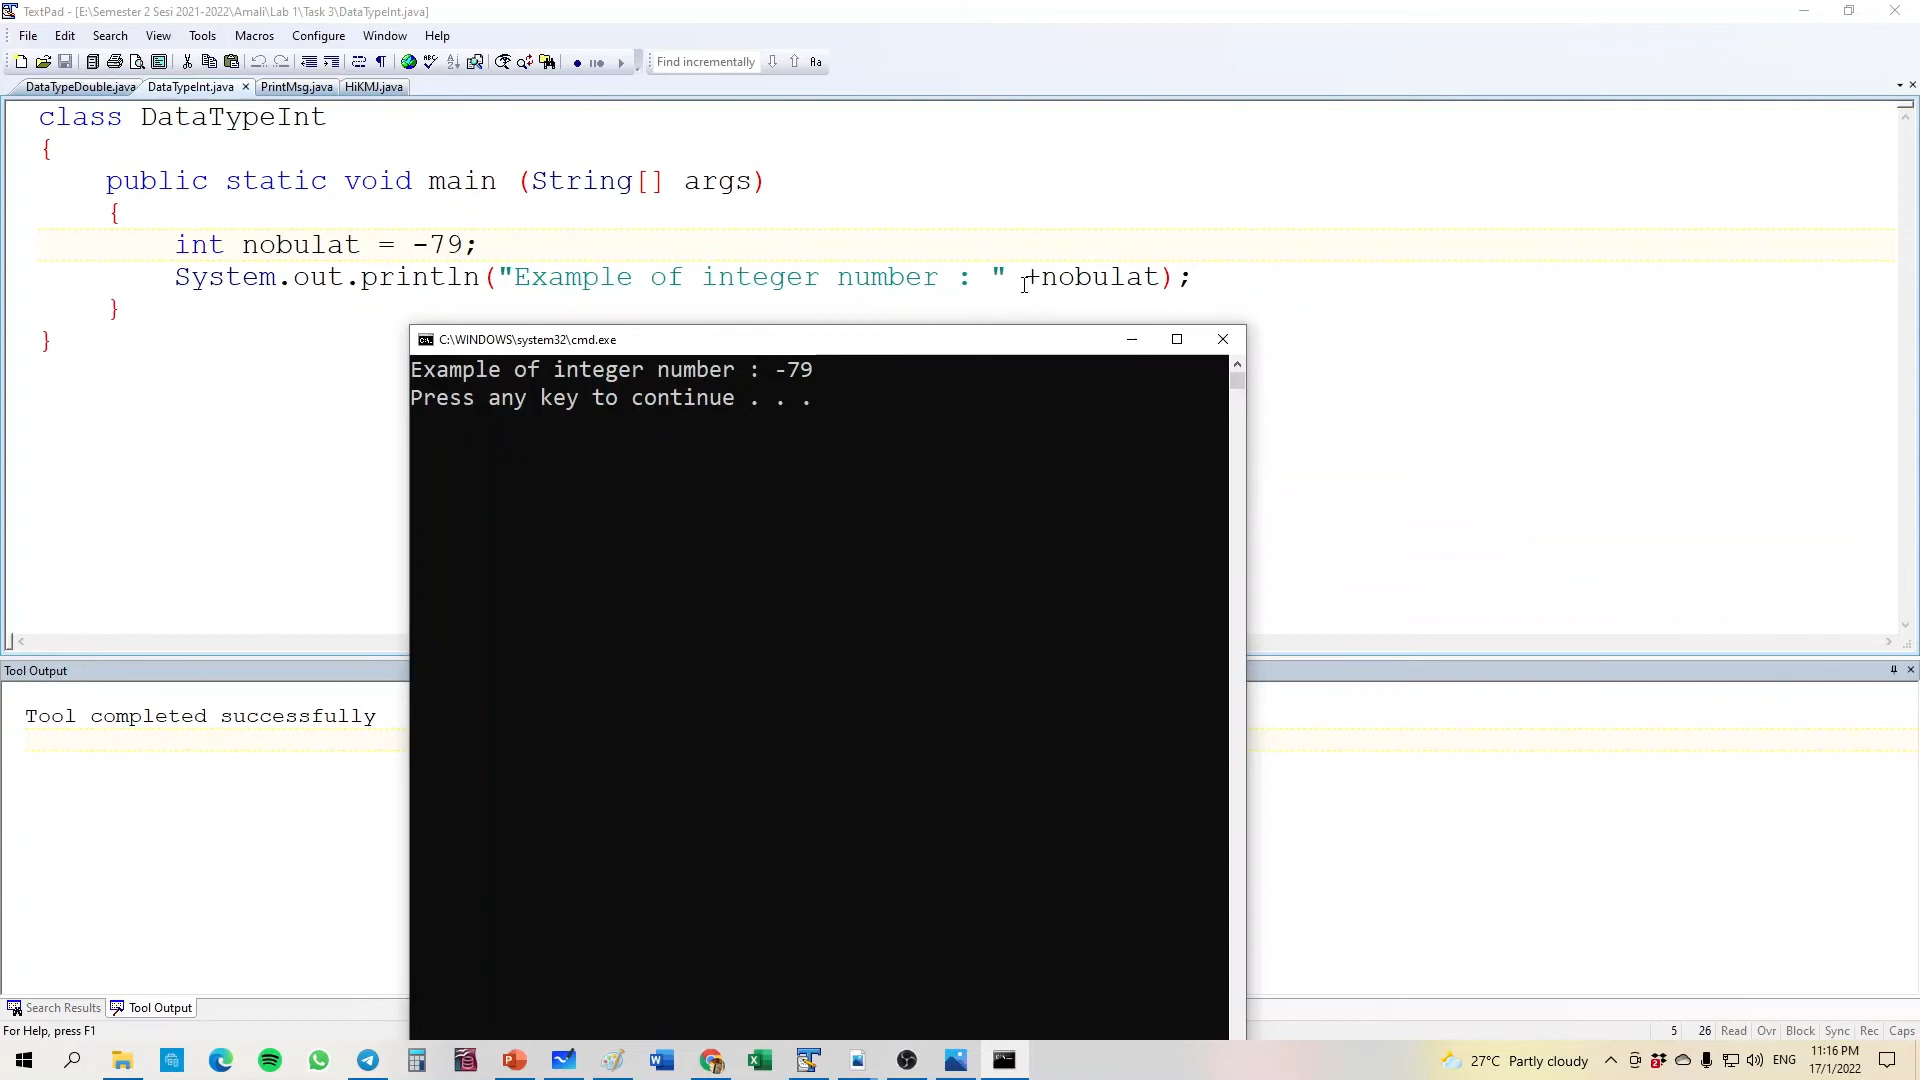 TextPad - [E:\Semester 2 Sesi 2021-2022\Amali\Lab 1\Task 3\DataTypeInt.java]
File Edit Search View Tools Macros Configure Window Help
Find incrementally Aa
DataTypeDouble.java DataTypeInt.java PrintMsg.java HiKMJ.java
class DataTypeInt
{
public static void main (String[] args)
{
int nobulat = -79;
System.out.println("Example of integer number : " +nobulat);
}
}
C:\WINDOWS\system32\cmd.exe
Example of integer number : -79
Press any key to continue . . .
Tool Output
Tool completed successfully
Search Results Tool Output
For Help, press F1
5 26 Read Ovr Block Sync Rec Caps
27°C Partly cloudy
ENG
11:16 PM
17/1/2022